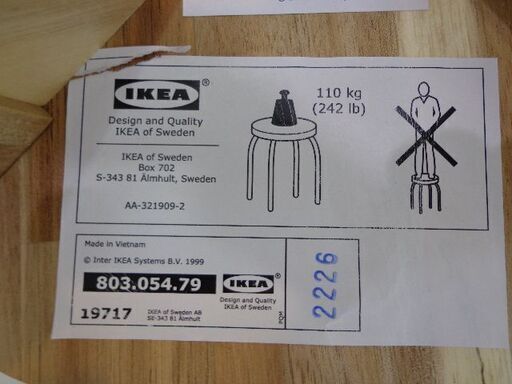 IKEA®
Design and Quality
IKEA of Sweden
IKEA of Sweden
Box 702
S-343 81 Älmhult, Sweden
AA-321909-2
110 kg
(242 lb)
Made in Vietnam
© Inter IKEA Systems B.V. 1999
803.054.79
IKEA®
Design and Quality
IKEA of Sweden
19717
IKEA of Sweden AB
SE-343 81 Älmhult
PQM
2226